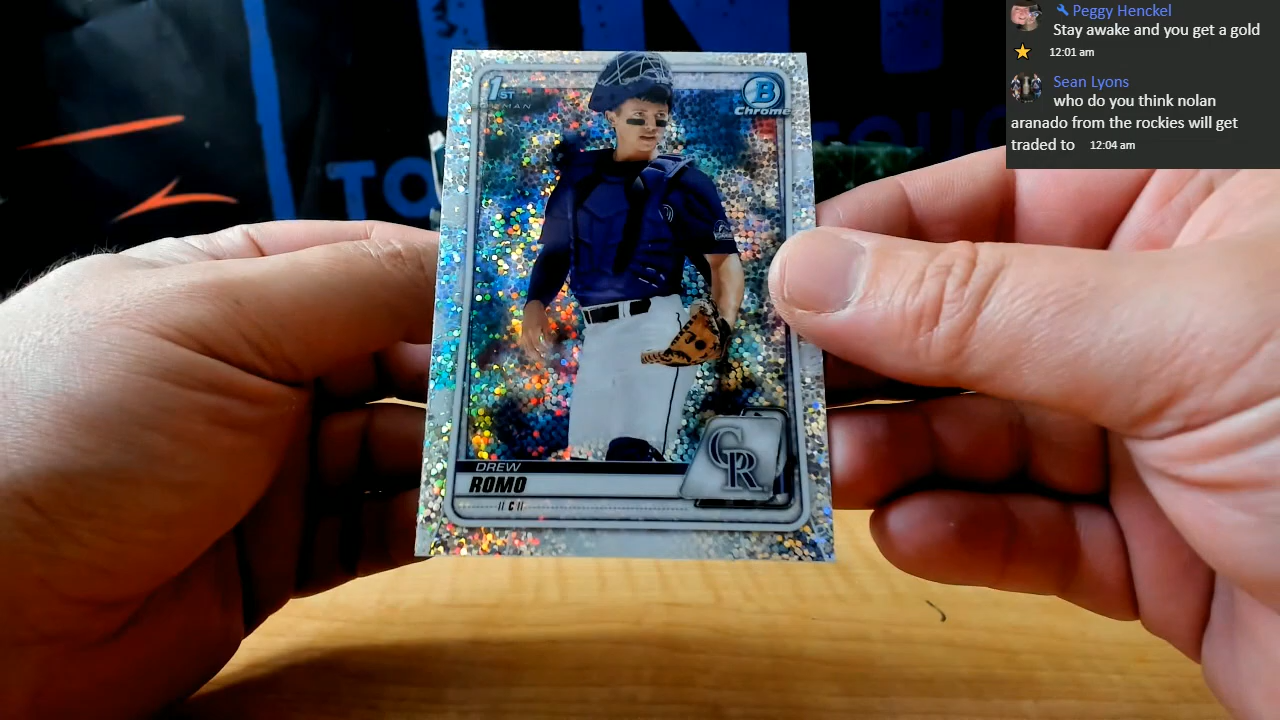 Peggy Henckel
Stay awake and you get a gold
12:01 am
Sean Lyons
who do you think nolan
aranado from the rockies will get
traded to 12:04 am
1ST
BOWMAN
B
Chrome
CR
DREW
ROMO
C